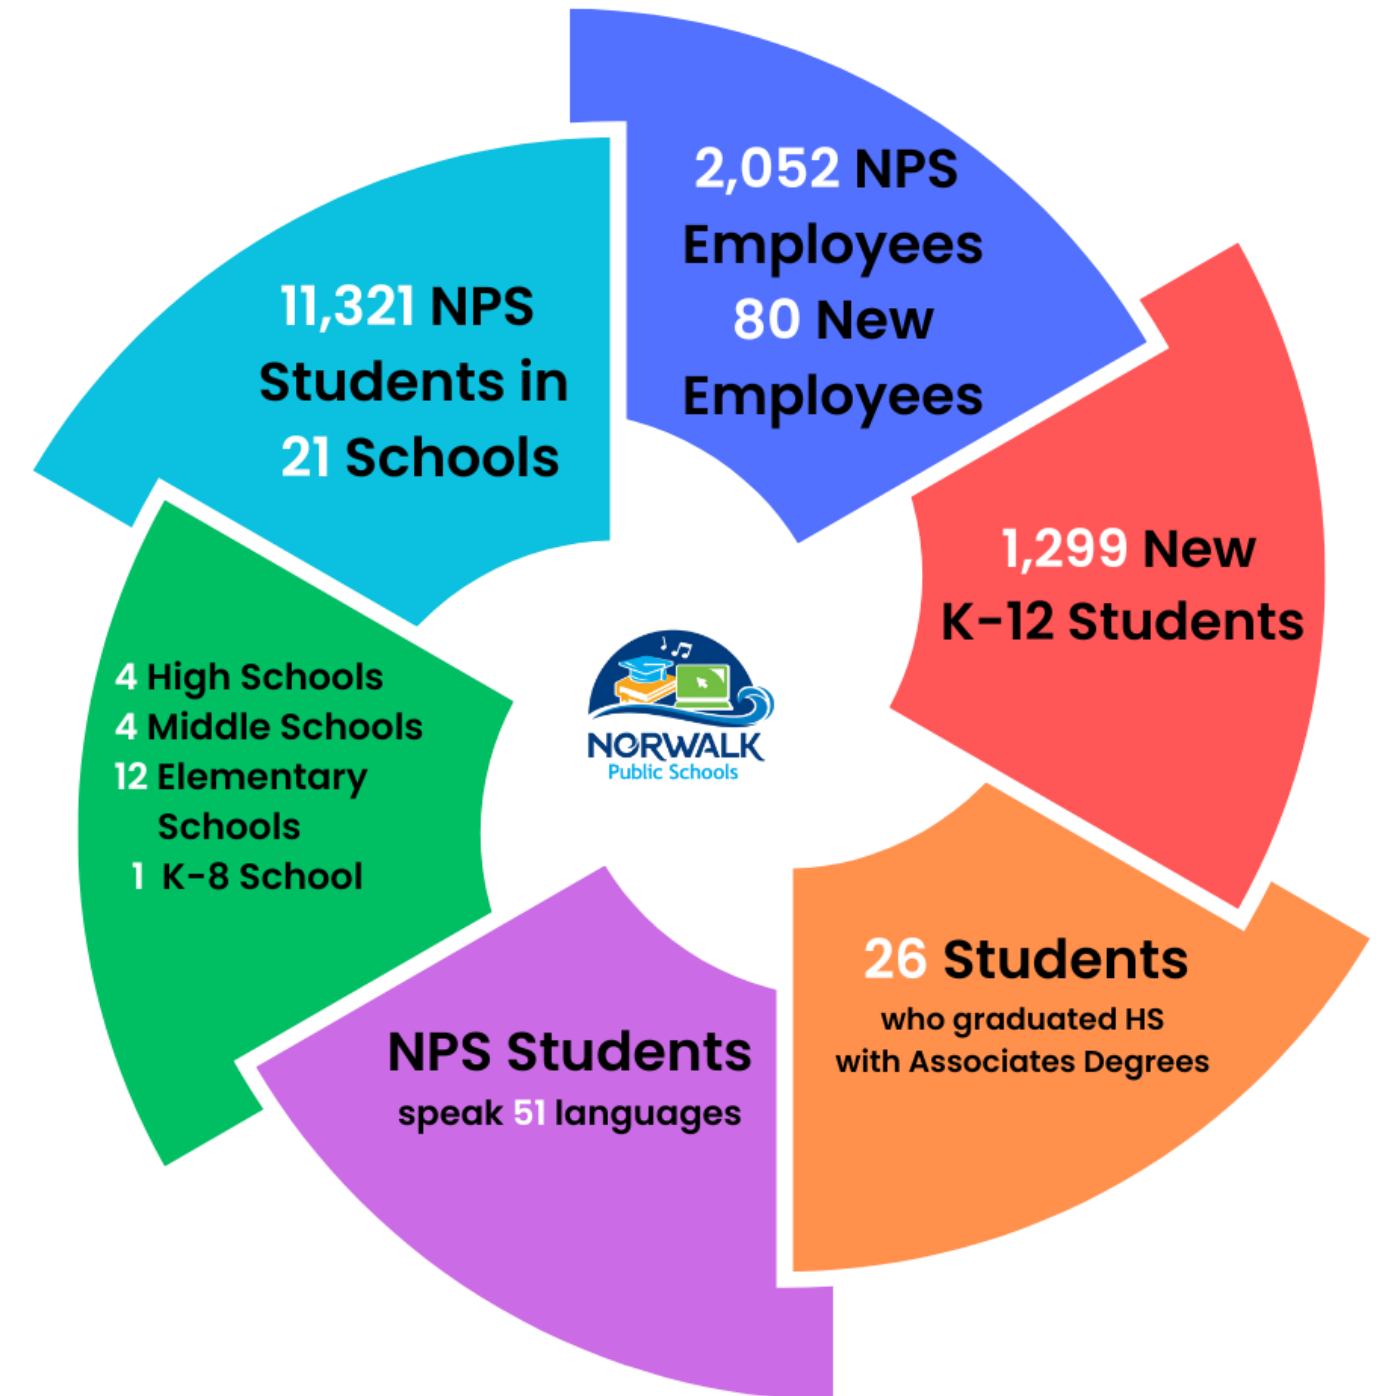 2,052 NPS
Employees
80 New
Employees
1,299 New
K-12 Students
26 Students
who graduated HS
with Associates Degrees
NPS Students
speak 51 languages
4 High Schools
4 Middle Schools
12 Elementary
Schools
1 K-8 School
11,321 NPS
Students in
21 Schools
NORWALK
Public Schools